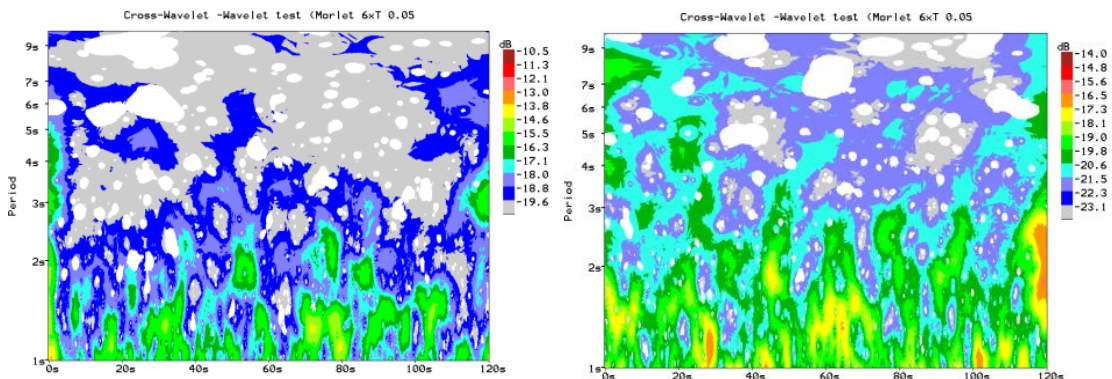 Cross-Wavelet -Wavelet test (Morlet 6xT 0.05
dB
-10.5
-11.3
-12.1
-13.0
-13.8
-14.6
-15.5
-16.3
-17.1
-18.0
-18.8
-19.6
9s
7s
6s
5s
4s
3s
2s
1s
Period
0s 20s 40s 60s 80s 100s 120s
Cross-Wavelet -Wavelet test (Morlet 6xT 0.05
dB
-14.0
-14.8
-15.6
-16.5
-17.3
-18.1
-19.0
-19.8
-20.6
-21.5
-22.3
-23.1
9s
7s
6s
5s
4s
3s
2s
1s
Period
0s 20s 40s 60s 80s 100s 120s